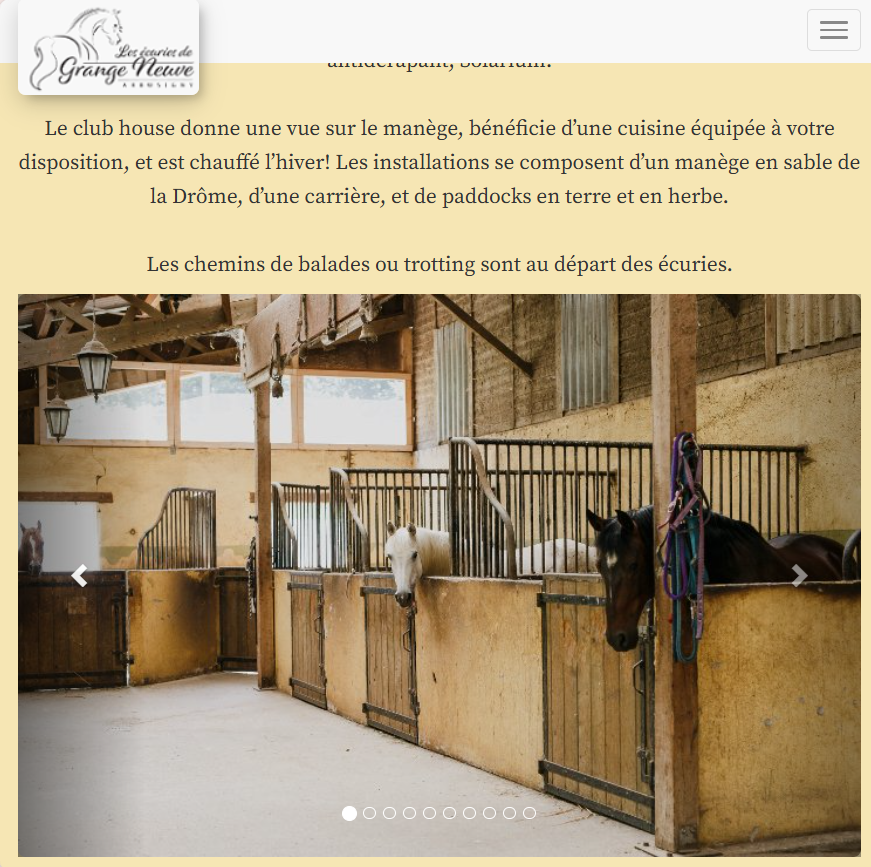 Les écuries de
Grange Neuve
ARBUSIGNY
antidérapant, Solarium.
Le club house donne une vue sur le manège, bénéficie d’une cuisine équipée à votre
disposition, et est chauffé l’hiver! Les installations se composent d’un manège en sable de
la Drôme, d’une carrière, et de paddocks en terre et en herbe.
Les chemins de balades ou trotting sont au départ des écuries.